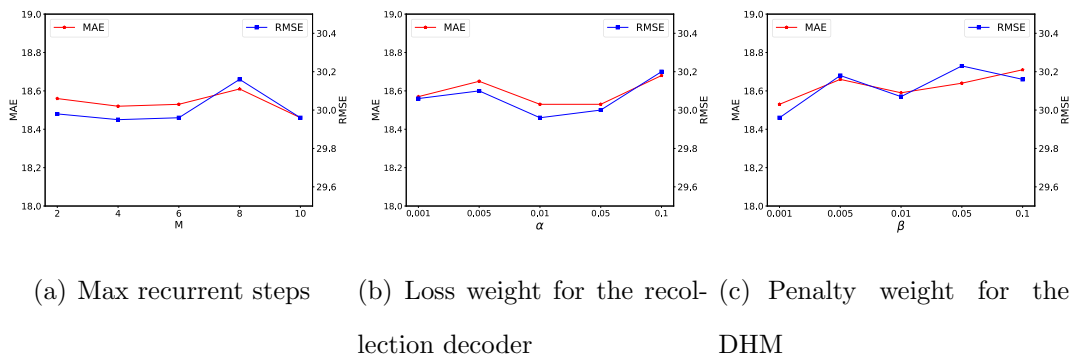 19.0
18.8
18.6
18.4
18.2
18.0
MAE
MAE
RMSE
30.4
30.2
30.0
29.8
29.6
RMSE
2 4 6 8 10
M
19.0
18.8
18.6
18.4
18.2
18.0
MAE
MAE
RMSE
30.4
30.2
30.0
29.8
29.6
RMSE
0.001 0.005 0.01 0.05 0.1
α
19.0
18.8
18.6
18.4
18.2
18.0
MAE
MAE
RMSE
30.4
30.2
30.0
29.8
29.6
RMSE
0.001 0.005 0.01 0.05 0.1
β
(a) Max recurrent steps
(b) Loss weight for the recol-
lection decoder
(c) Penalty weight for the
DHM